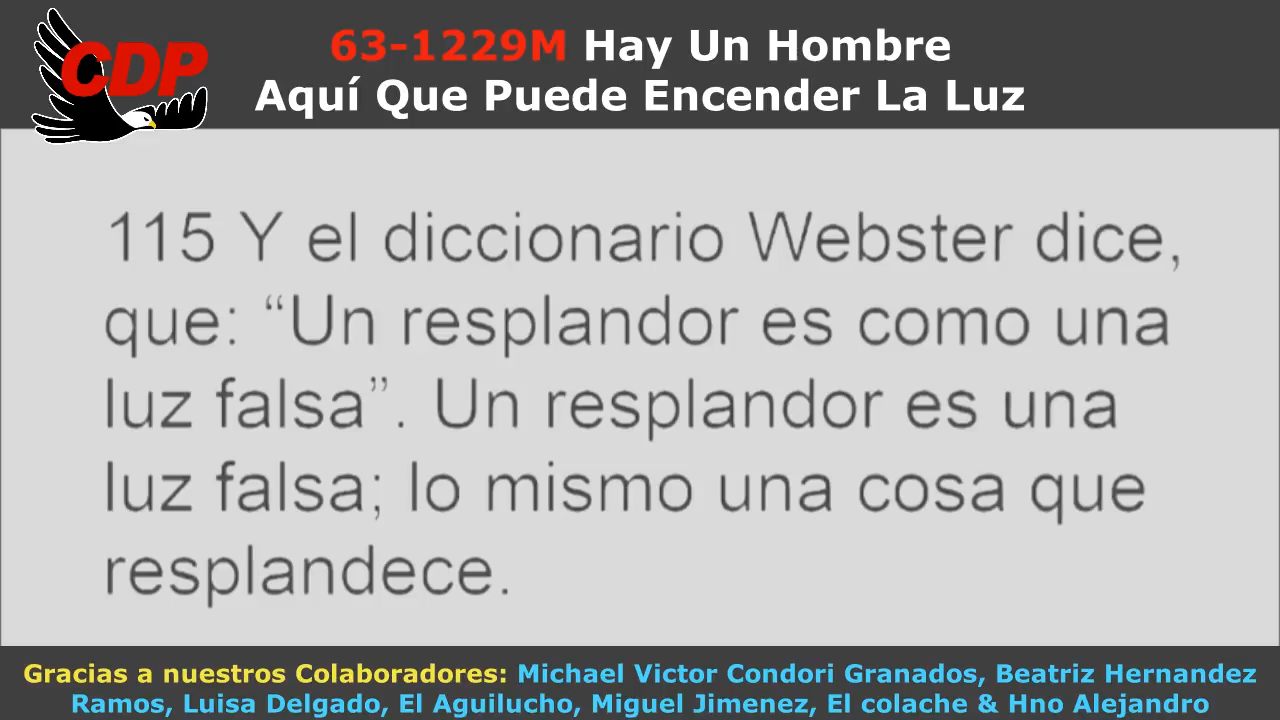 CDP
63-1229M Hay Un Hombre
Aquí Que Puede Encender La Luz
115 Y el diccionario Webster dice,
que: “Un resplandor es como una
luz falsa”. Un resplandor es una
luz falsa; lo mismo una cosa que
resplandece.
Gracias a nuestros Colaboradores: Michael Victor Condori Granados, Beatriz Hernandez
Ramos, Luisa Delgado, El Aguilucho, Miguel Jimenez, El colache & Hno Alejandro